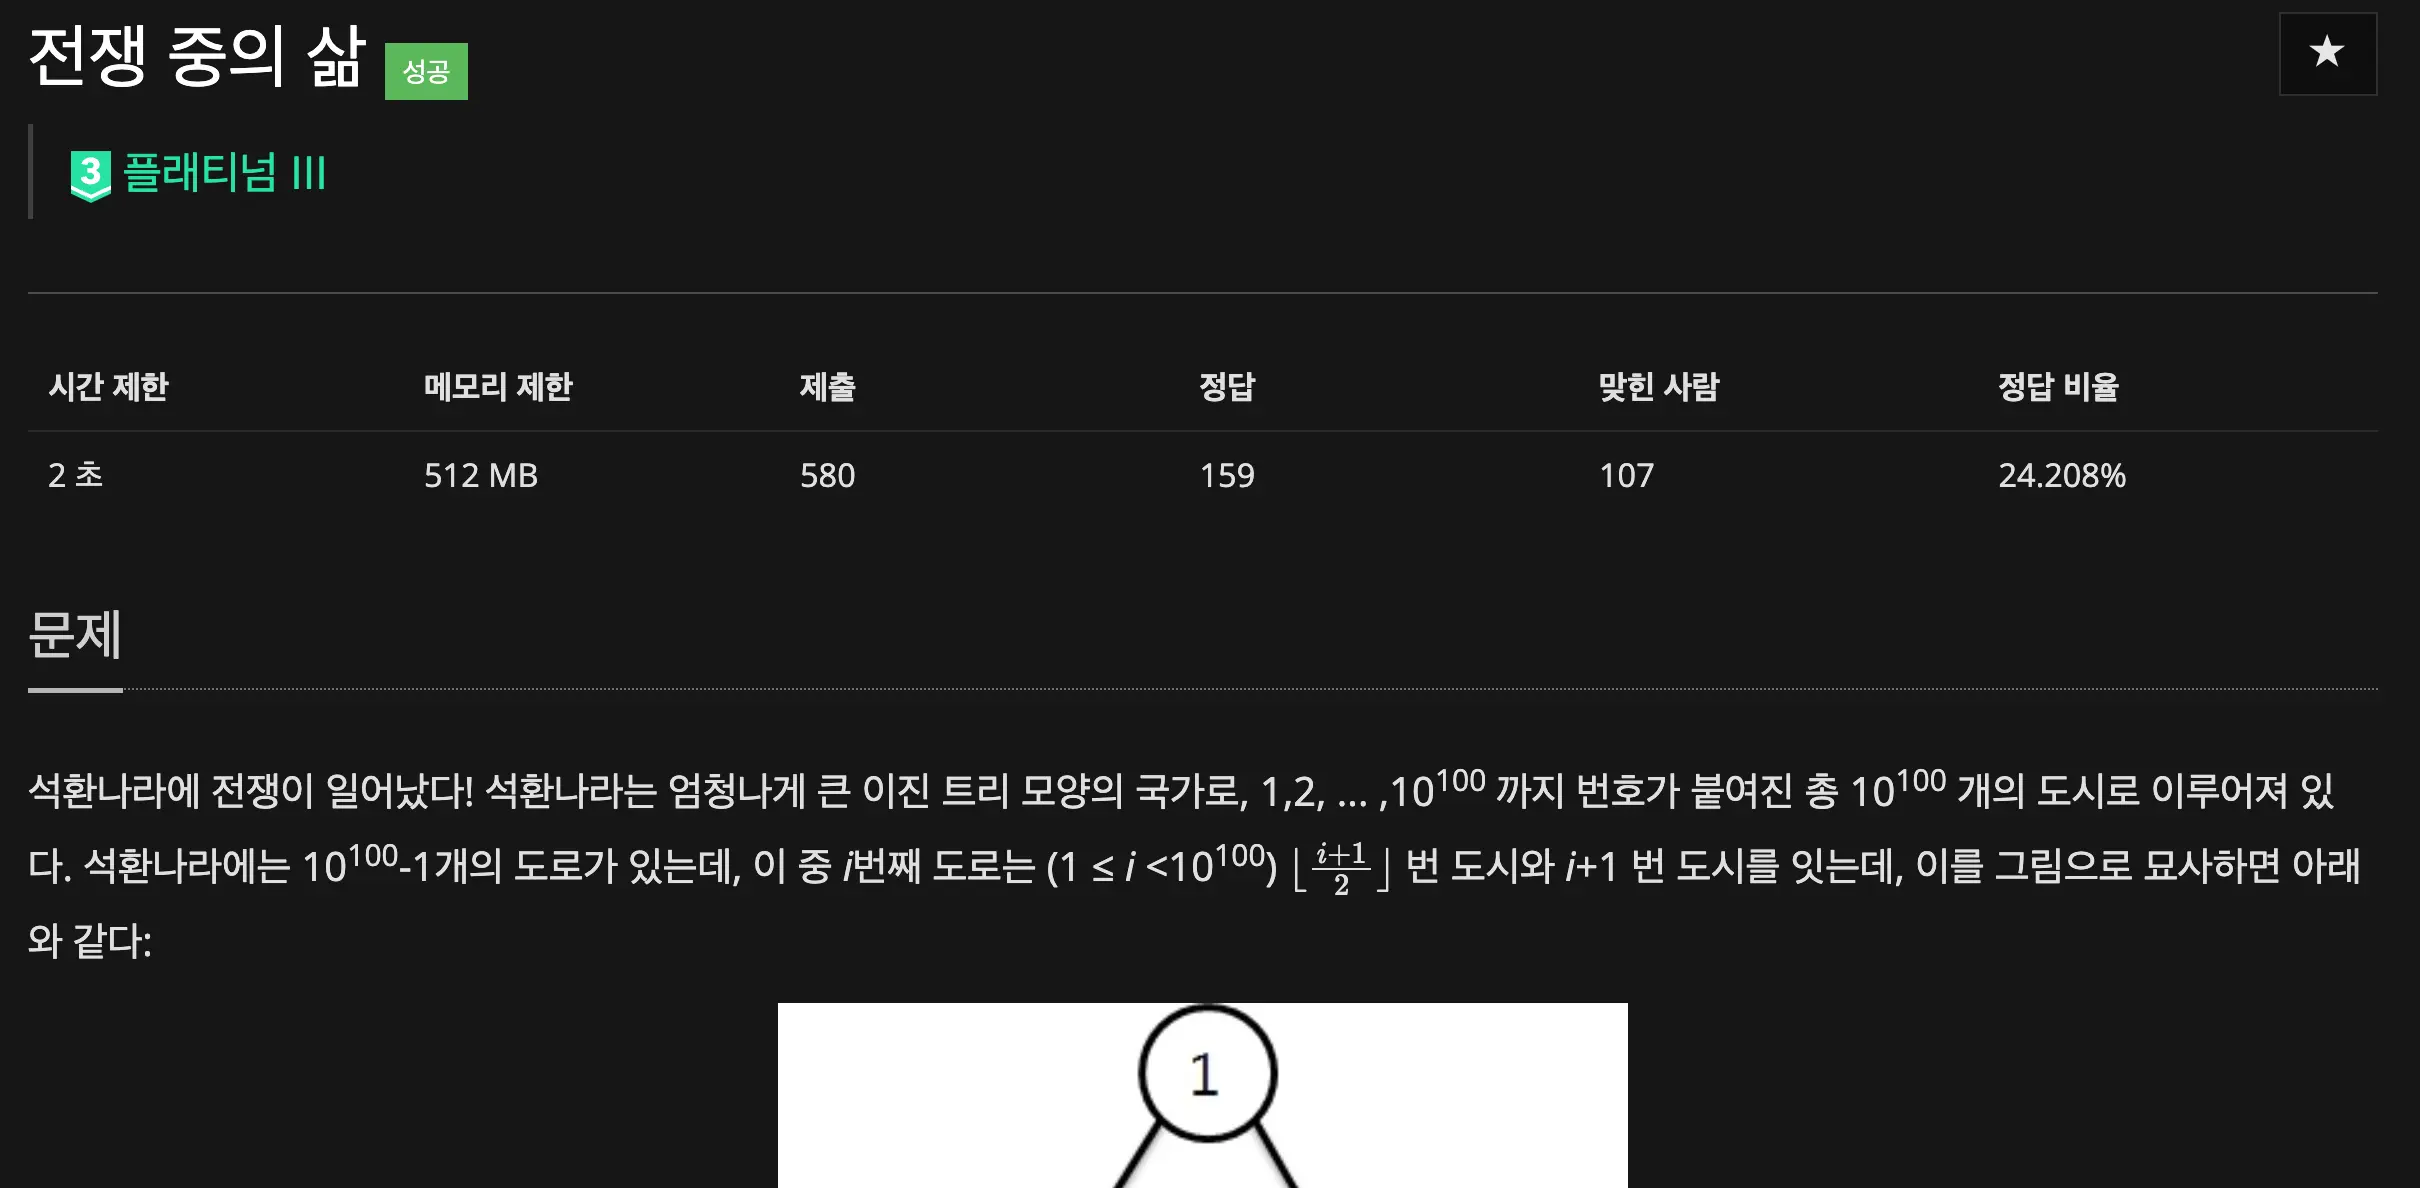 전쟁 중의 삶 성공
3 플래티넘 III
시간 제한 메모리 제한 제출 정답 맞힌 사람 정답 비율
2 초 512 MB 580 159 107 24.208%
문제
석환나라에 전쟁이 일어났다! 석환나라는 엄청나게 큰 이진 트리 모양의 국가로, 1,2, ... ,10^100 까지 번호가 붙여진 총 10^100 개의 도시로 이루어져 있
다. 석환나라에는 10^100-1개의 도로가 있는데, 이 중 i번째 도로는 (1 ≤ i <10^100) ⌊(i+1)/2⌋ 번 도시와 i+1 번 도시를 잇는데, 이를 그림으로 묘사하면 아래
와 같다:
1